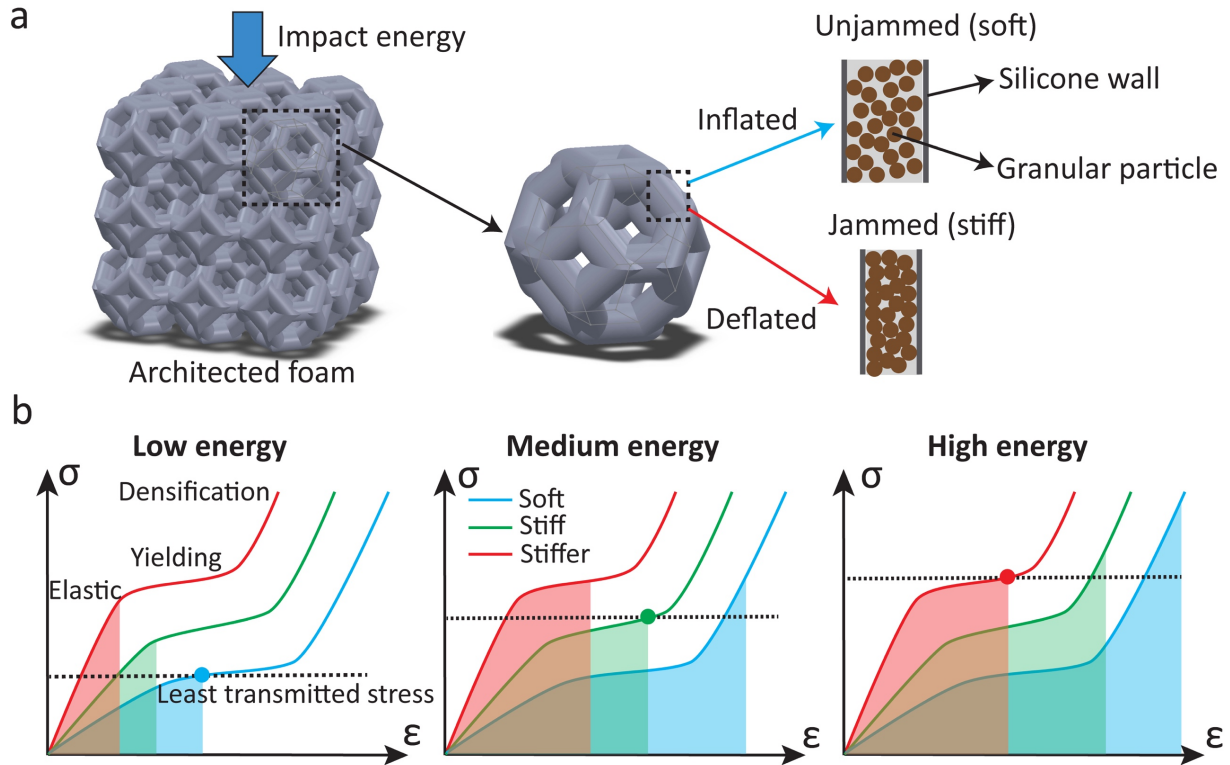 a
Impact energy
Architected foam
Inflated
Deflated
Unjammed (soft)
Silicone wall
Granular particle
Jammed (stiff)
b
Low energy
σ
Densification
Yielding
Elastic
Least transmitted stress
ε
Medium energy
σ
Soft
Stiff
Stiffer
ε
High energy
σ
ε